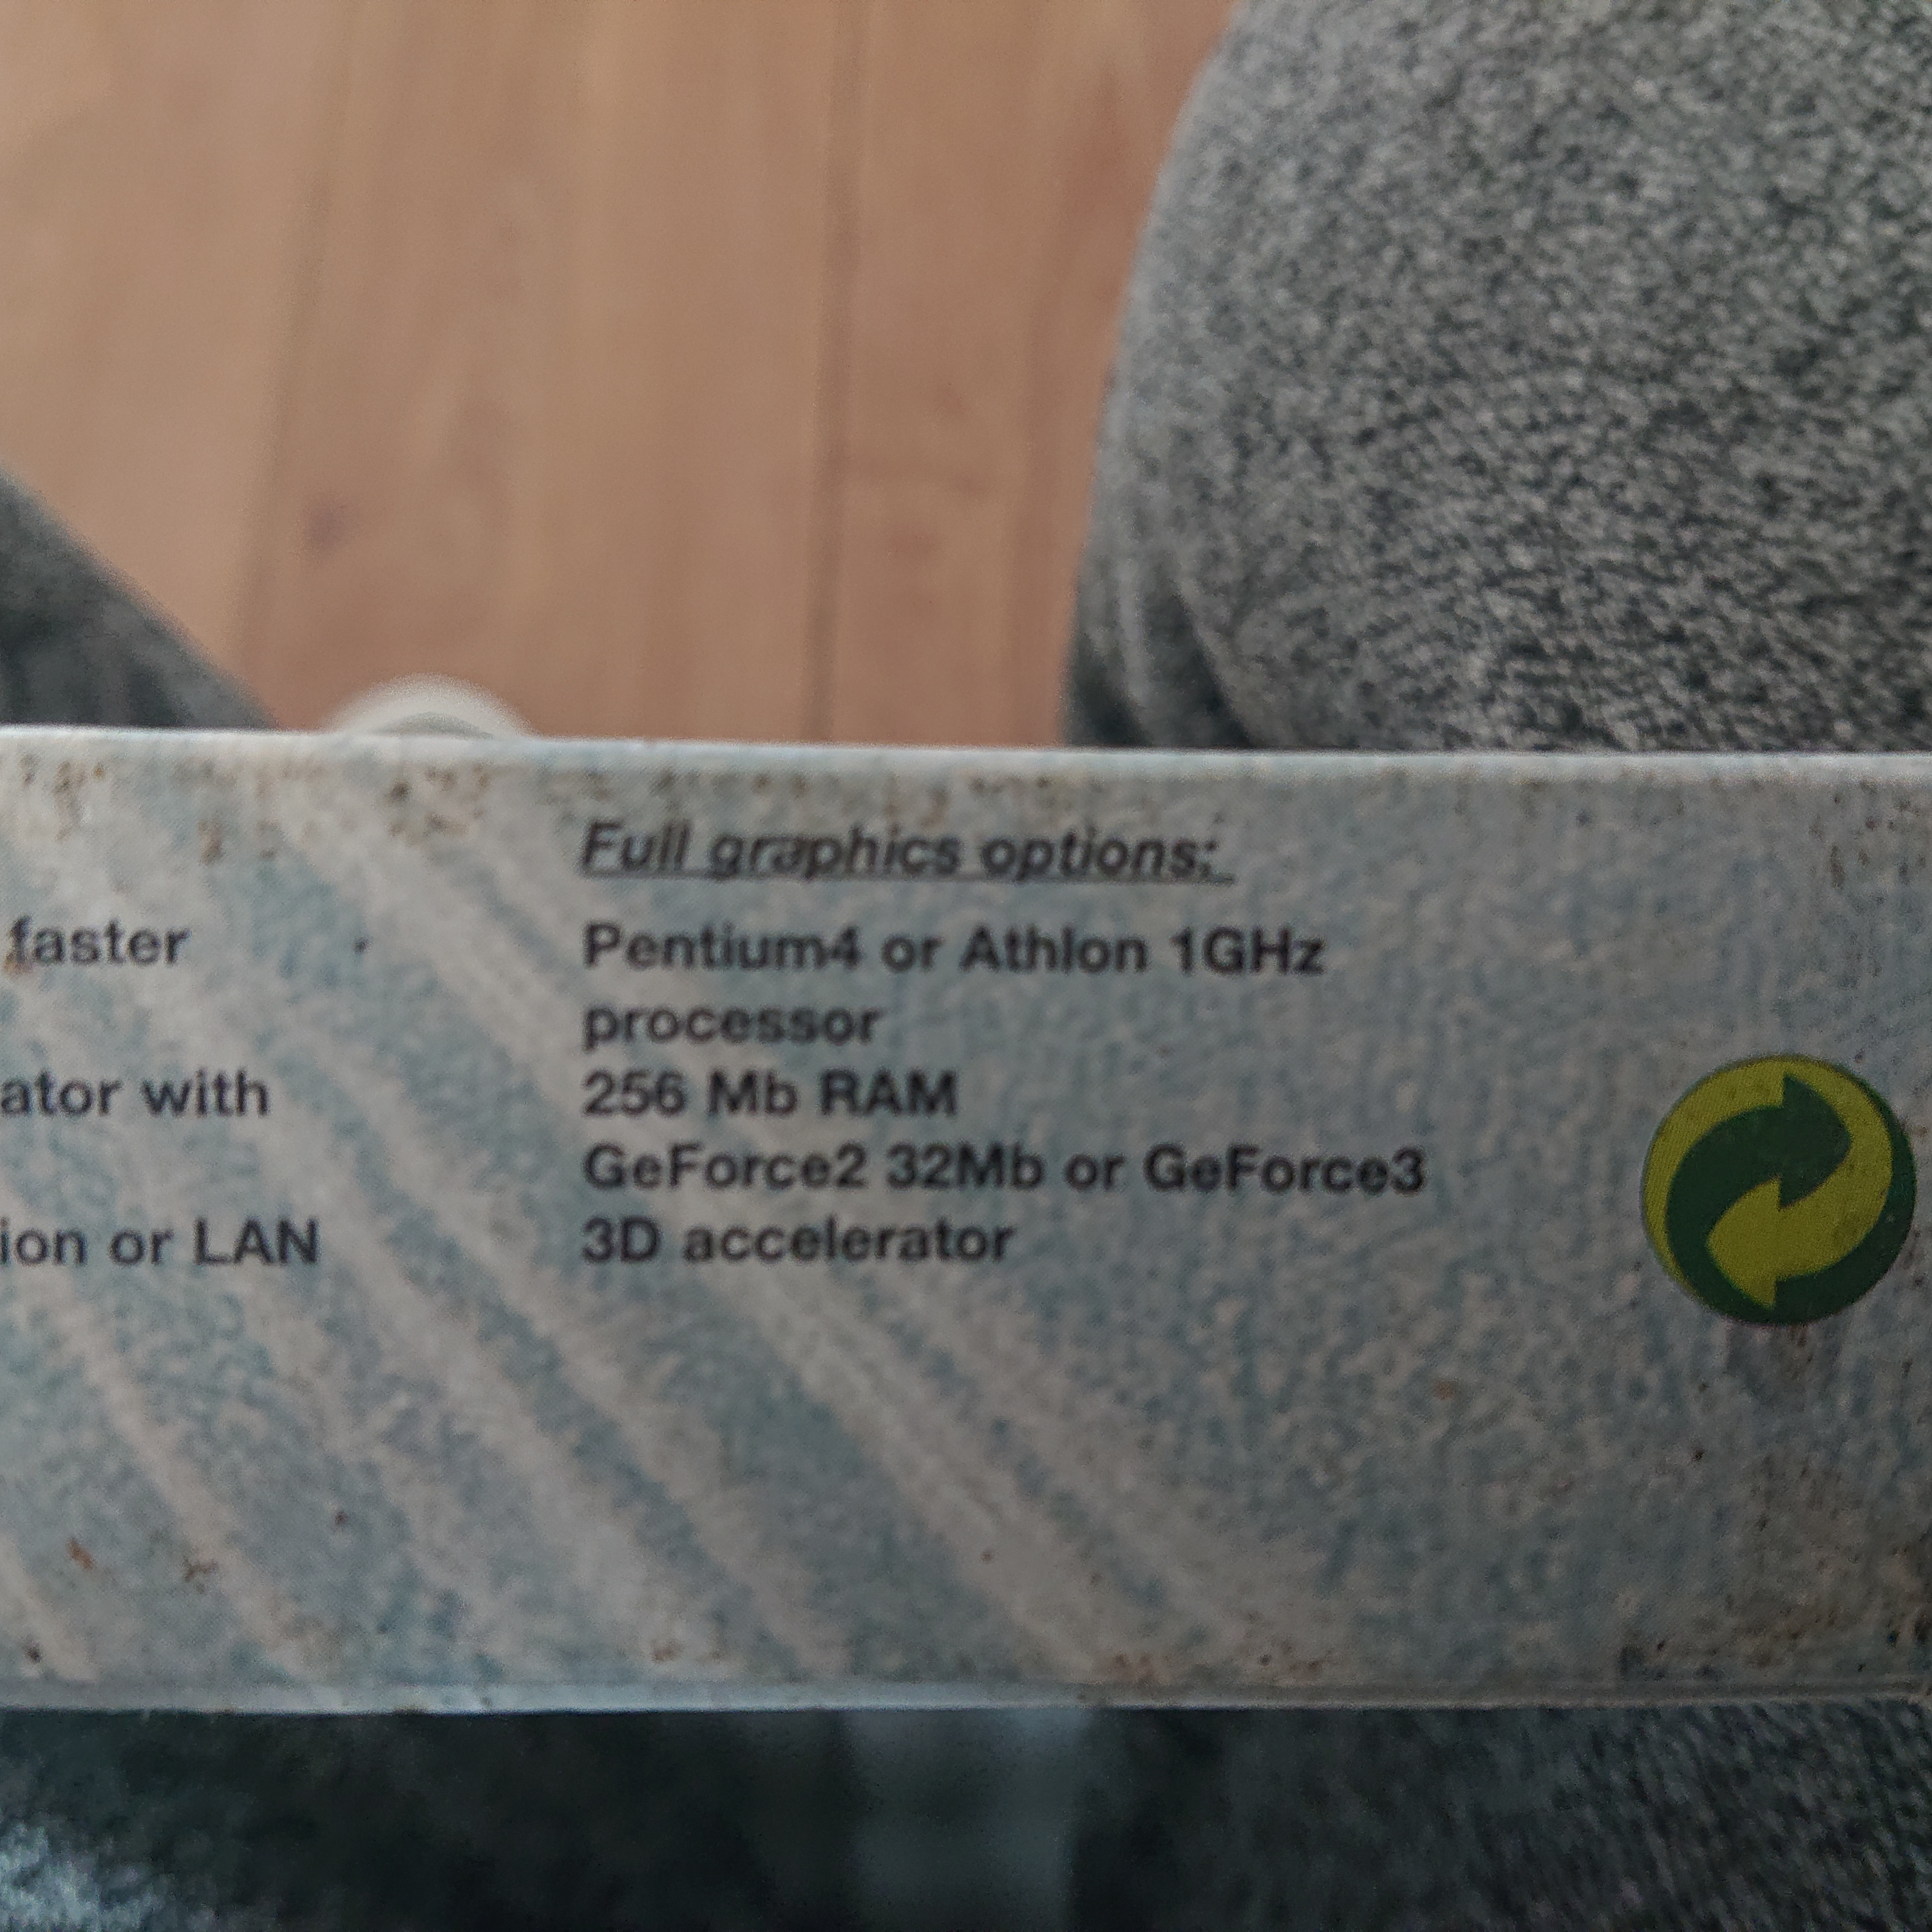 Full graphics options:
faster
Pentium4 or Athlon 1GHz
processor
ator with
256 Mb RAM
GeForce2 32Mb or GeForce3
ion or LAN
3D accelerator